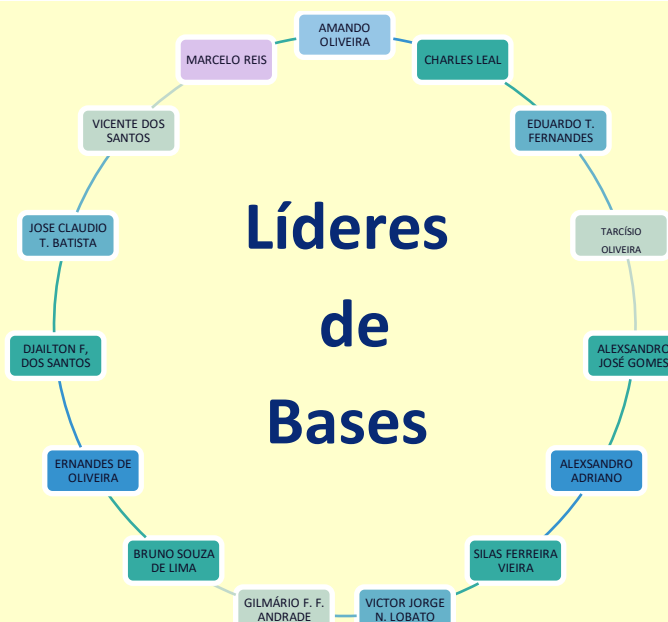 AMANDO
OLIVEIRA
CHARLES LEAL
EDUARDO T.
FERNANDES
TARCÍSIO
OLIVEIRA
ALEXSANDRO
JOSÉ GOMES
ALEXSANDRO
ADRIANO
SILAS FERREIRA
VIEIRA
VICTOR JORGE
N. LOBATO
GILMÁRIO F. F.
ANDRADE
BRUNO SOUZA
DE LIMA
ERNANDES DE
OLIVEIRA
DJAILTON F,
DOS SANTOS
JOSE CLAUDIO
T. BATISTA
VICENTE DOS
SANTOS
MARCELO REIS
Líderes
de
Bases